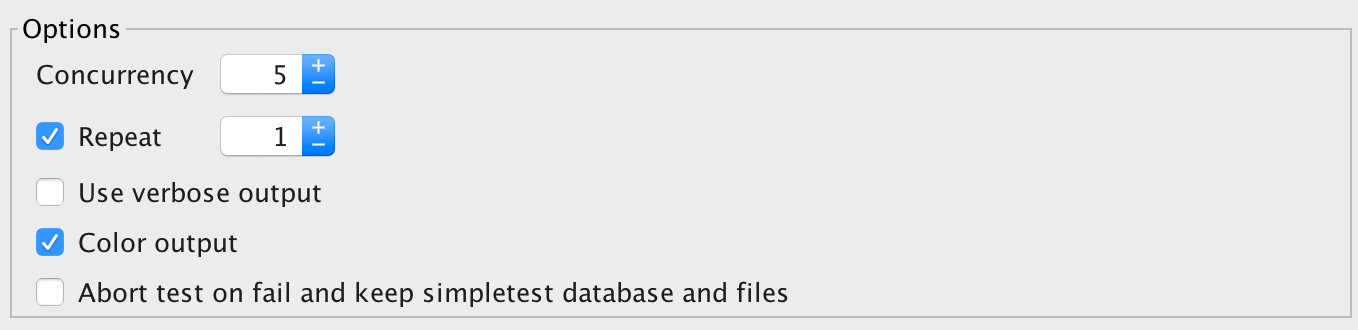 Options
Concurrency 5
Repeat 1
Use verbose output
Color output
Abort test on fail and keep simpletest database and files